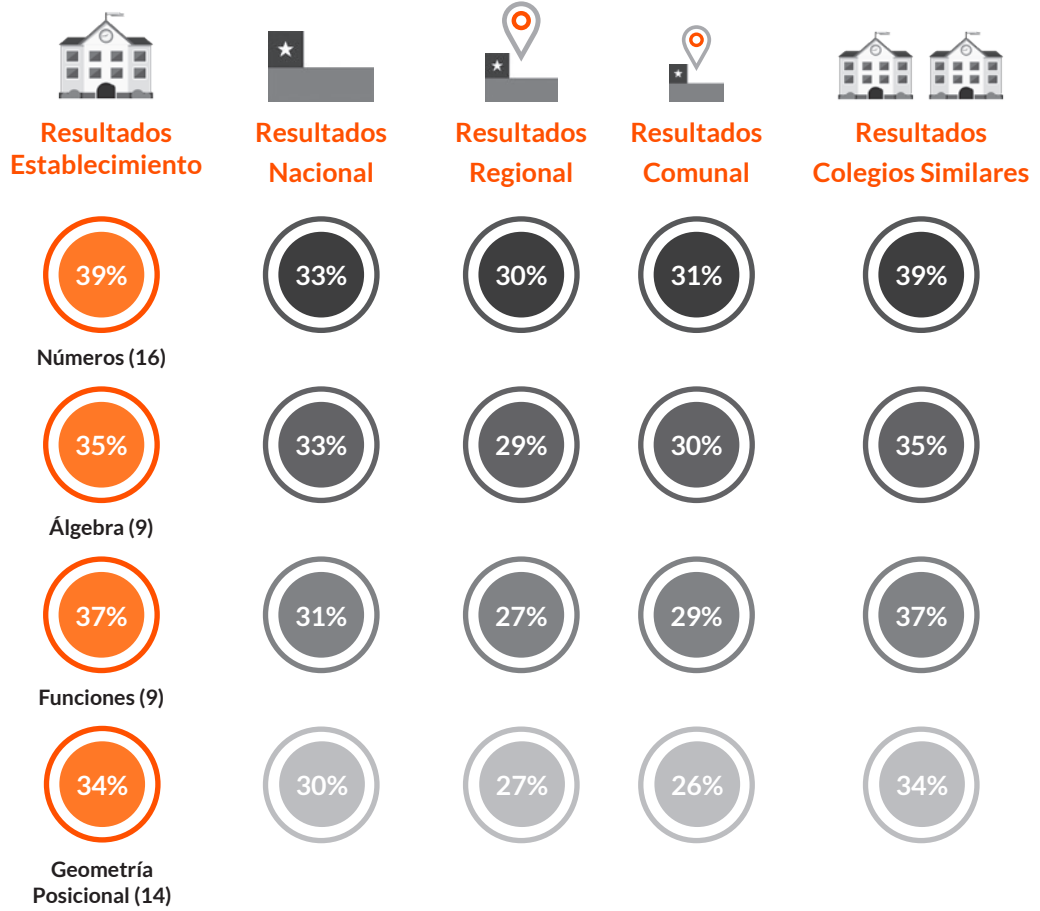 Resultados
Establecimiento
Resultados
Nacional
Resultados
Regional
Resultados
Comunal
Resultados
Colegios Similares
39%
33%
30%
31%
39%
Números (16)
35%
33%
29%
30%
35%
Álgebra (9)
37%
31%
27%
29%
37%
Funciones (9)
34%
30%
27%
26%
34%
Geometría
Posicional (14)